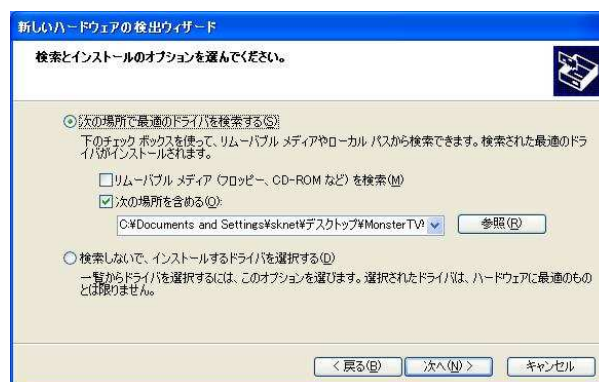 新しいハードウェアの検出ウィザード
検索とインストールのオプションを選んでください。
次の場所で最適のドライバを検索する(S)
下のチェック ボックスを使って、リムーバブル メディアやローカル パスから検索できます。検索された最適のドラ
イバがインストールされます。
リムーバブル メディア (フロッピー、CD-ROM など) を検索(M)
次の場所を含める(O):
C:¥Documents and Settings¥sknet¥デスクトップ¥MonsterTV
参照(R)
検索しないで、インストールするドライバを選択する(D)
一覧からドライバを選択するには、このオプションを選びます。選択されたドライバは、ハードウェアに最適のもの
とは限りません。
< 戻る(B) 次へ(N) > キャンセル